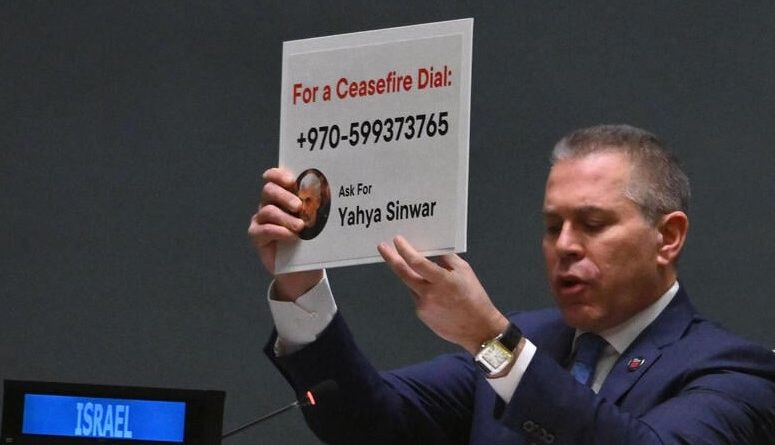 For a Ceasefire Dial:
+970-599373765
Ask For
Yahya Sinwar
ISRAEL